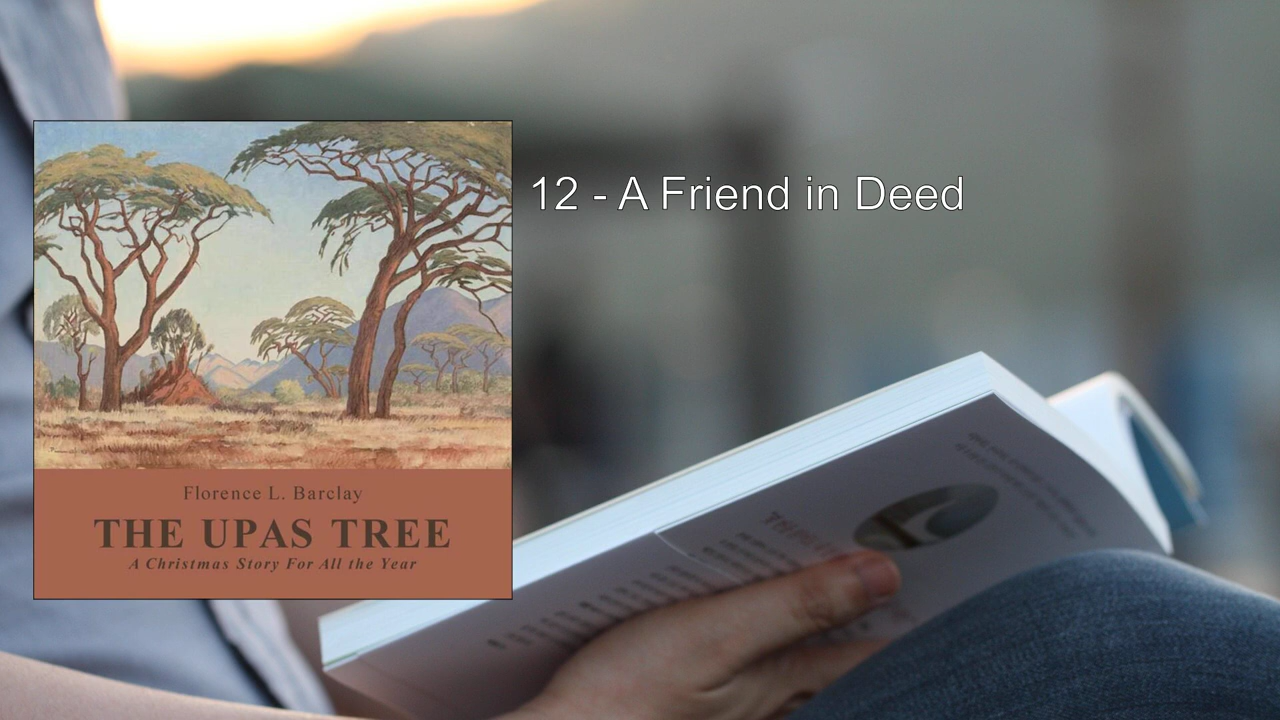 12 - A Friend in Deed
Florence L. Barclay
THE UPAS TREE
A Christmas Story For All the Year